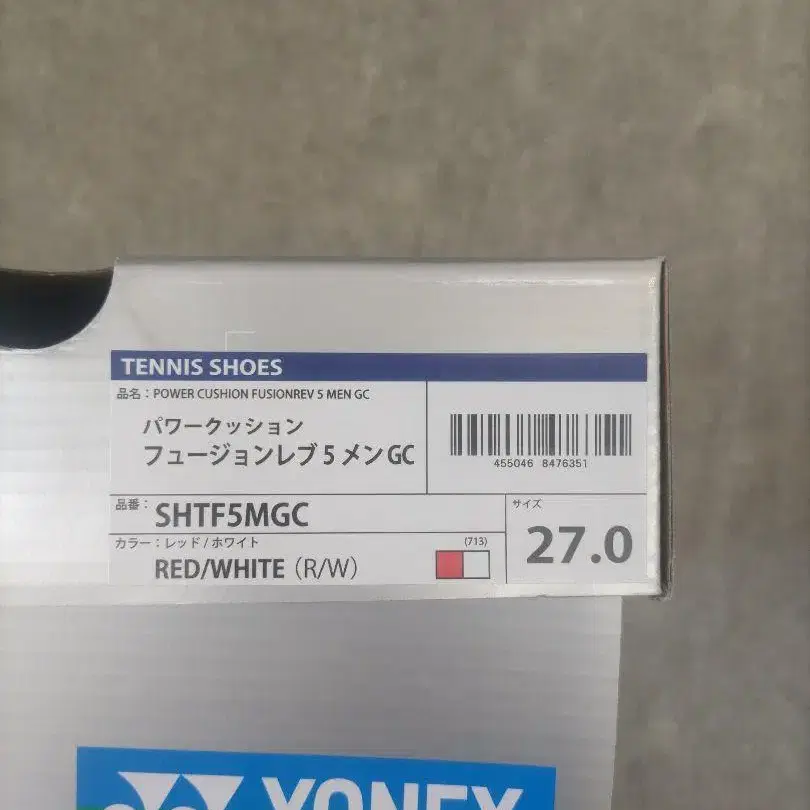 TENNIS SHOES
品名：POWER CUSHION FUSIONREV 5 MEN GC
パワークッション
フュージョンレブ 5 メン GC
455046 8476351
品番：
SHTF5MGC
カラー：レッド/ホワイト
(713)
RED/WHITE（R/W）
サイズ
27.0
YONEX